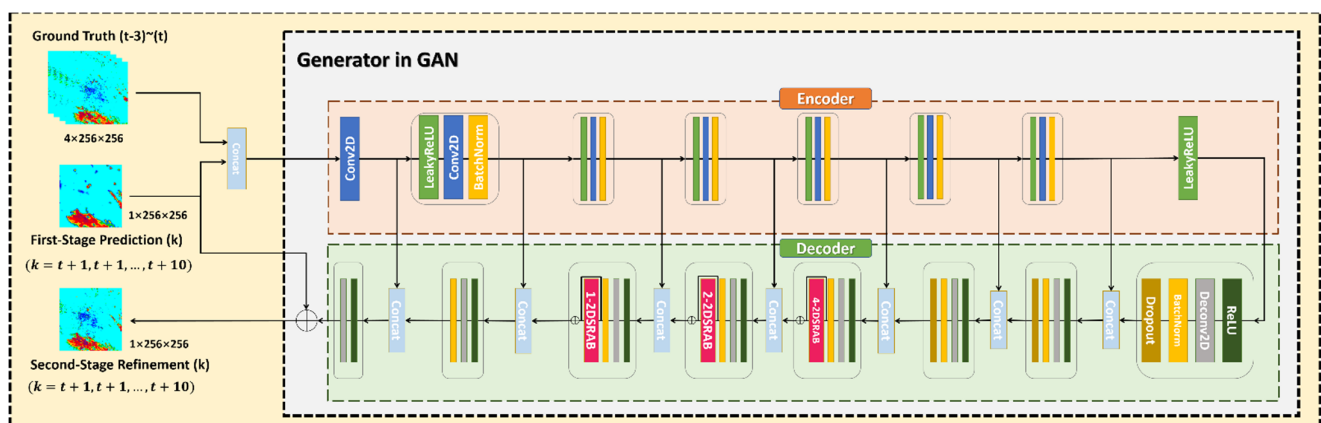 Ground Truth (t-3)~(t)
4×256×256
Concat
1×256×256
First-Stage Prediction (k)
(k = t + 1, t + 1, ..., t + 10)
1×256×256
Second-Stage Refinement (k)
(k = t + 1, t + 1, ..., t + 10)
Generator in GAN
Encoder
Conv2D
LeakyReLU
Conv2D
BatchNorm
LeakyReLU
Decoder
Concat
Concat
1-2DSRAB
Concat
2-2DSRAB
Concat
4-2DSRAB
Concat
Concat
Concat
Dropout
BatchNorm
Deconv2D
ReLU